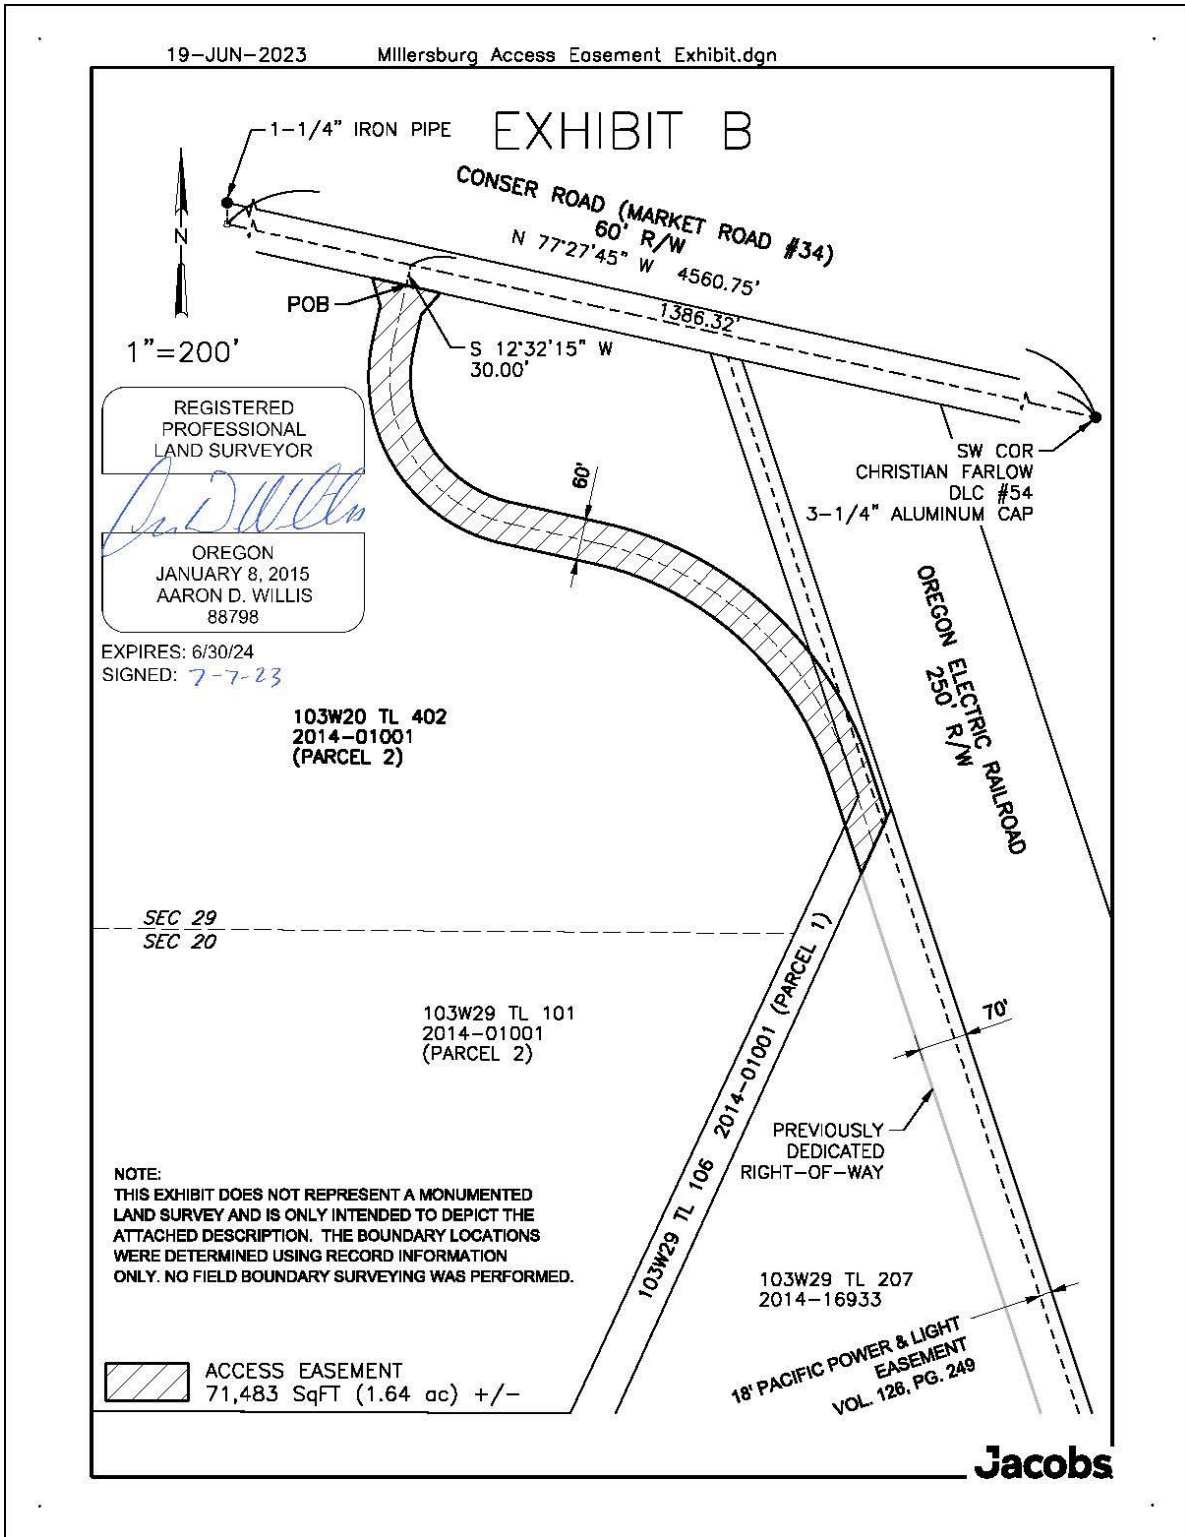 19-JUN-2023 Millersburg Access Easement Exhibit.dgn
EXHIBIT B
1-1/4" IRON PIPE
CONSER ROAD (MARKET ROAD #34)
60' R/W
N 77°27'45" W 4560.75'
1386.32'
N
POB
S 12°32'15" W
30.00'
1"=200'
REGISTERED
PROFESSIONAL
LAND SURVEYOR
OREGON
JANUARY 8, 2015
AARON D. WILLIS
88798
EXPIRES: 6/30/24
SIGNED: 7-7-23
60'
SW COR
CHRISTIAN FARLOW
DLC #54
3-1/4" ALUMINUM CAP
OREGON ELECTRIC RAILROAD
250' R/W
103W20 TL 402
2014-01001
(PARCEL 2)
SEC 29
SEC 20
103W29 TL 101
2014-01001
(PARCEL 2)
103W29 TL 106 2014-01001 (PARCEL 1)
70'
PREVIOUSLY
DEDICATED
RIGHT-OF-WAY
NOTE:
THIS EXHIBIT DOES NOT REPRESENT A MONUMENTED
LAND SURVEY AND IS ONLY INTENDED TO DEPICT THE
ATTACHED DESCRIPTION. THE BOUNDARY LOCATIONS
WERE DETERMINED USING RECORD INFORMATION
ONLY. NO FIELD BOUNDARY SURVEYING WAS PERFORMED.
103W29 TL 207
2014-16933
18' PACIFIC POWER & LIGHT
EASEMENT
VOL. 126, PG. 249
ACCESS EASEMENT
71,483 SqFT (1.64 ac) +/-
Jacobs